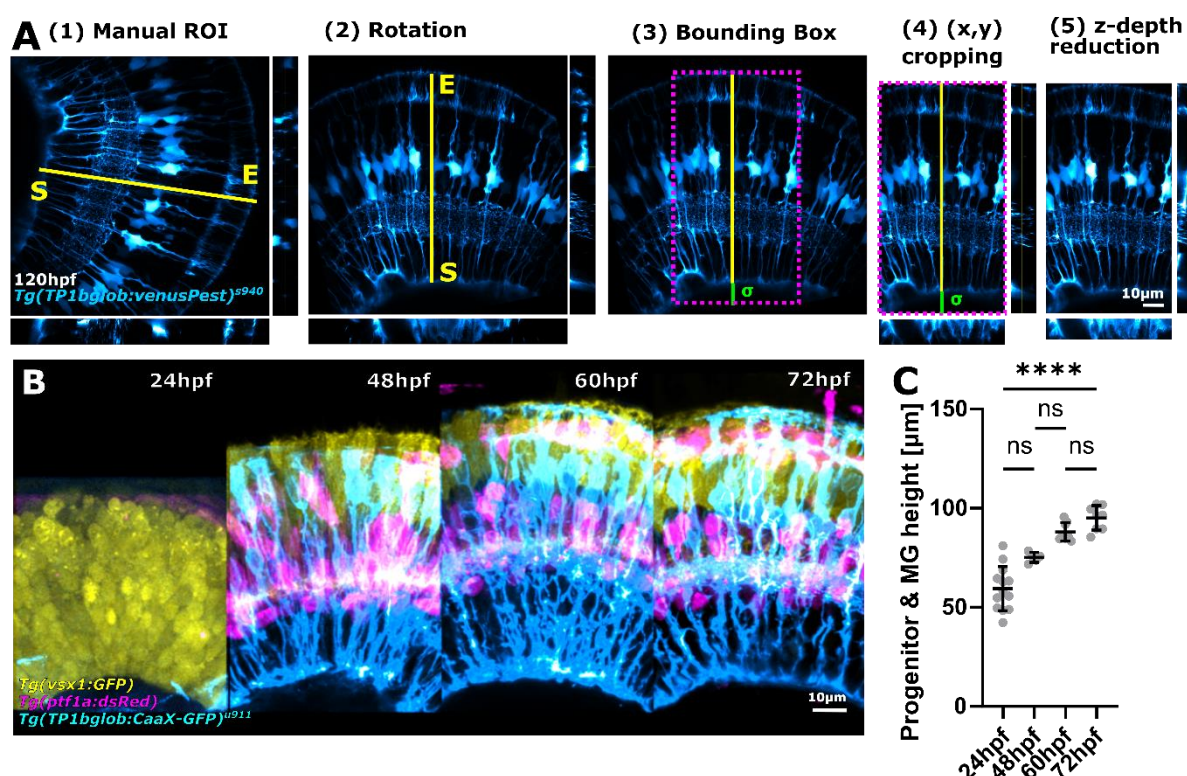 A
(1) Manual ROI
(2) Rotation
(3) Bounding Box
(4) (x,y)
cropping
(5) z-depth
reduction
S
E
120hpf
Tg(TP1bglob:venusPest)s940
E
S
σ
σ
10µm
B
24hpf
48hpf
60hpf
72hpf
Tg(vsx1:GFP)
Tg(ptf1a:dsRed)
Tg(TP1bglob:CaaX-GFP)u911
10µm
C
****
ns
ns
ns
Progenitor & MG height [µm]
150
100
50
0
24hpf
48hpf
60hpf
72hpf